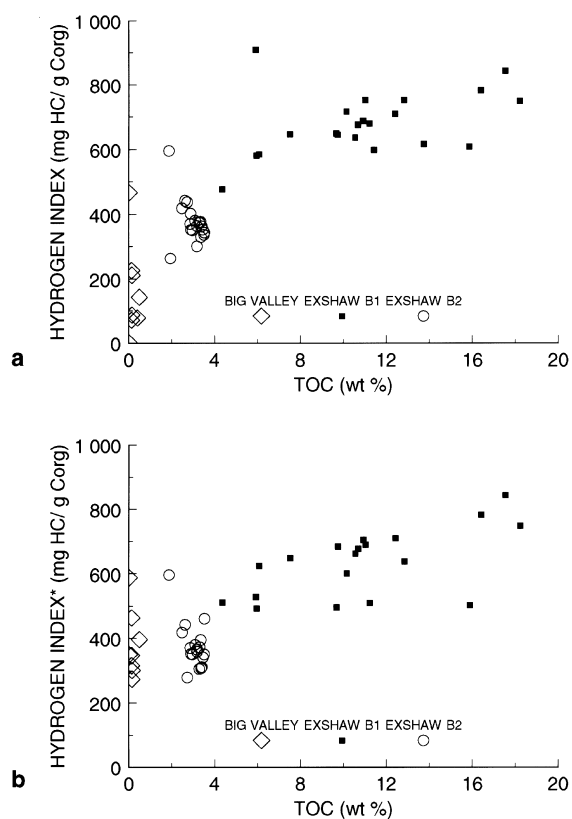 1 000
800
600
400
200
0
HYDROGEN INDEX (mg HC/ g Corg)
BIG VALLEY EXSHAW B1 EXSHAW B2
0 4 8 12 16 20
a
TOC (wt %)
1 000
800
600
400
200
0
HYDROGEN INDEX* (mg HC/ g Corg)
BIG VALLEY EXSHAW B1 EXSHAW B2
0 4 8 12 16 20
b
TOC (wt %)